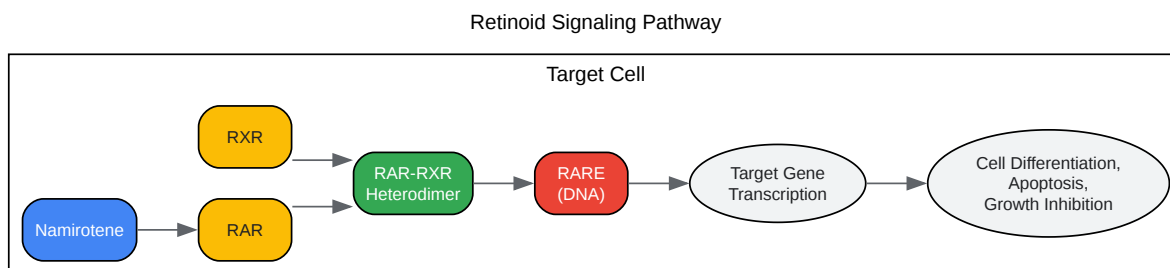 Retinoid Signaling Pathway
Target Cell
RXR
RAR-RXR
Heterodimer
RARE
(DNA)
Target Gene
Transcription
Cell Differentiation,
Apoptosis,
Growth Inhibition
Namirotene
RAR